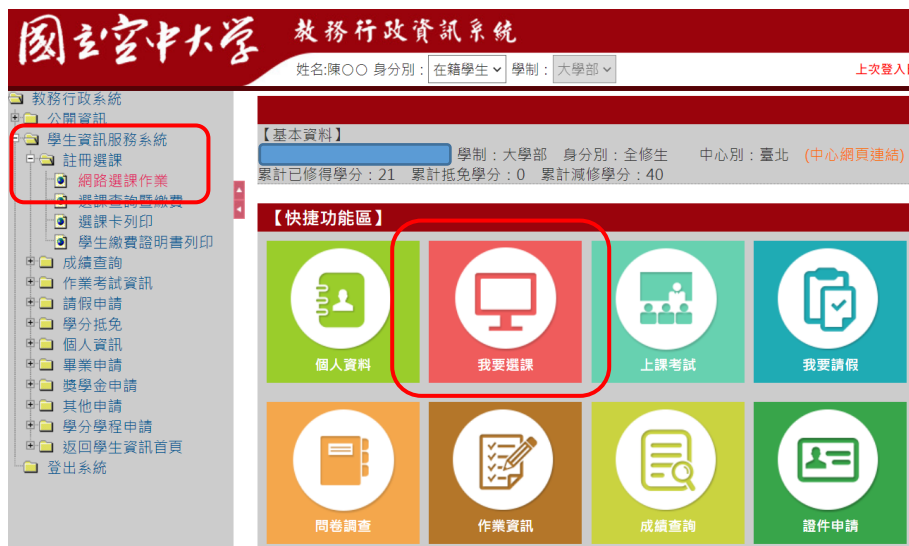 國立空中大學 教務行政資訊系統
姓名:陳○○ 身分別: 在籍學生 學制: 大學部
上次登入
教務行政系統
公開資訊
學生資訊服務系統
註冊選課
網路選課作業
選課查詢暨繳費
選課卡列印
學生繳費證明書列印
成績查詢
作業考試資訊
請假申請
學分抵免
個人資訊
畢業申請
獎學金申請
其他申請
學分學程申請
返回學生資訊首頁
登出系統
【基本資料】
學制:大學部 身分別:全修生 中心別:臺北 (中心網頁連結)
累計已修得學分:21 累計抵免學分:0 累計減修學分:40
【快捷功能區】
個人資料 我要選課 上課考試 我要請假
問卷調查 作業資訊 成績查詢 證件申請